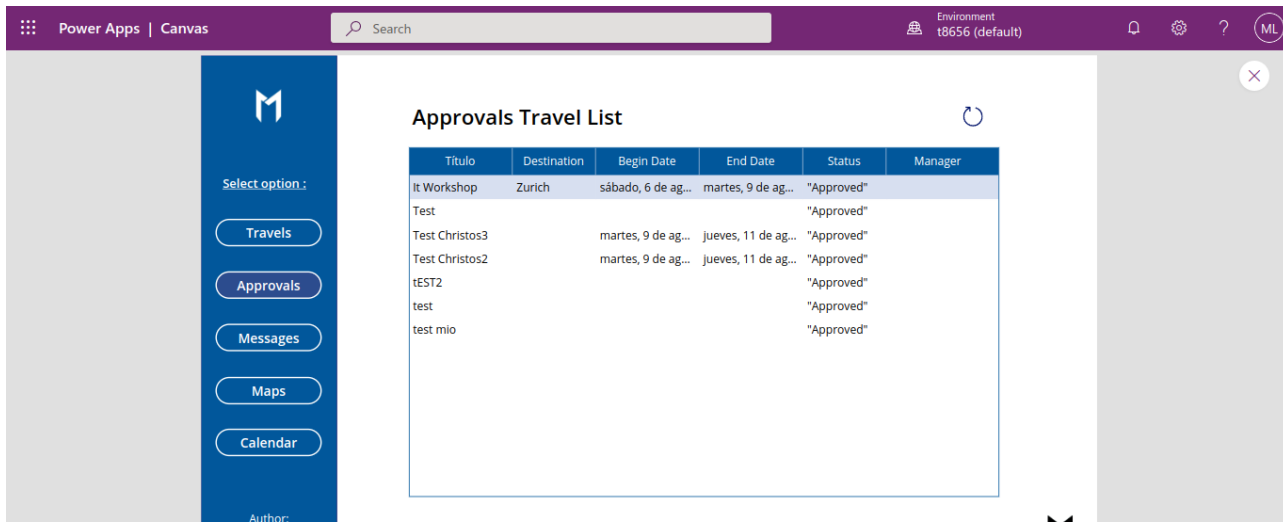 Power Apps | Canvas
Search
Environment
t8656 (default)
?
ML
Select option :
Travels
Approvals
Messages
Maps
Calendar
Author:
Approvals Travel List
Título Destination Begin Date End Date Status Manager
It Workshop Zurich sábado, 6 de ag... martes, 9 de ag... "Approved"
Test "Approved"
Test Christos3 martes, 9 de ag... jueves, 11 de ag... "Approved"
Test Christos2 martes, 9 de ag... jueves, 11 de ag... "Approved"
tEST2 "Approved"
test "Approved"
test mio "Approved"